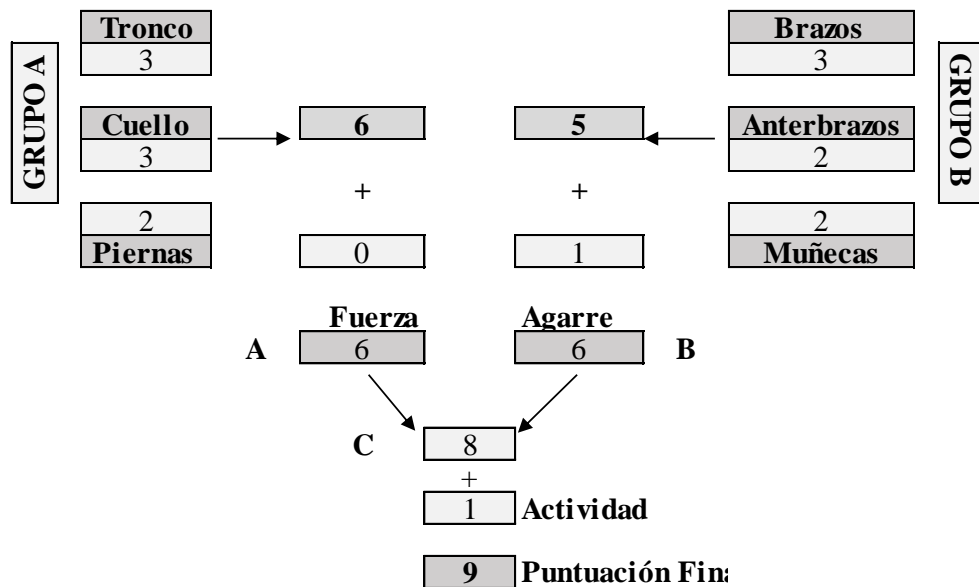 GRUPO A
Tronco
3
Cuello
3
2
Piernas
6
+
0
Fuerza
A
6
5
+
1
Agarre
6
B
Brazos
3
Anterbrazos
2
2
Muñecas
GRUPO B
C
8
+
1
Actividad
9
Puntuación Fina